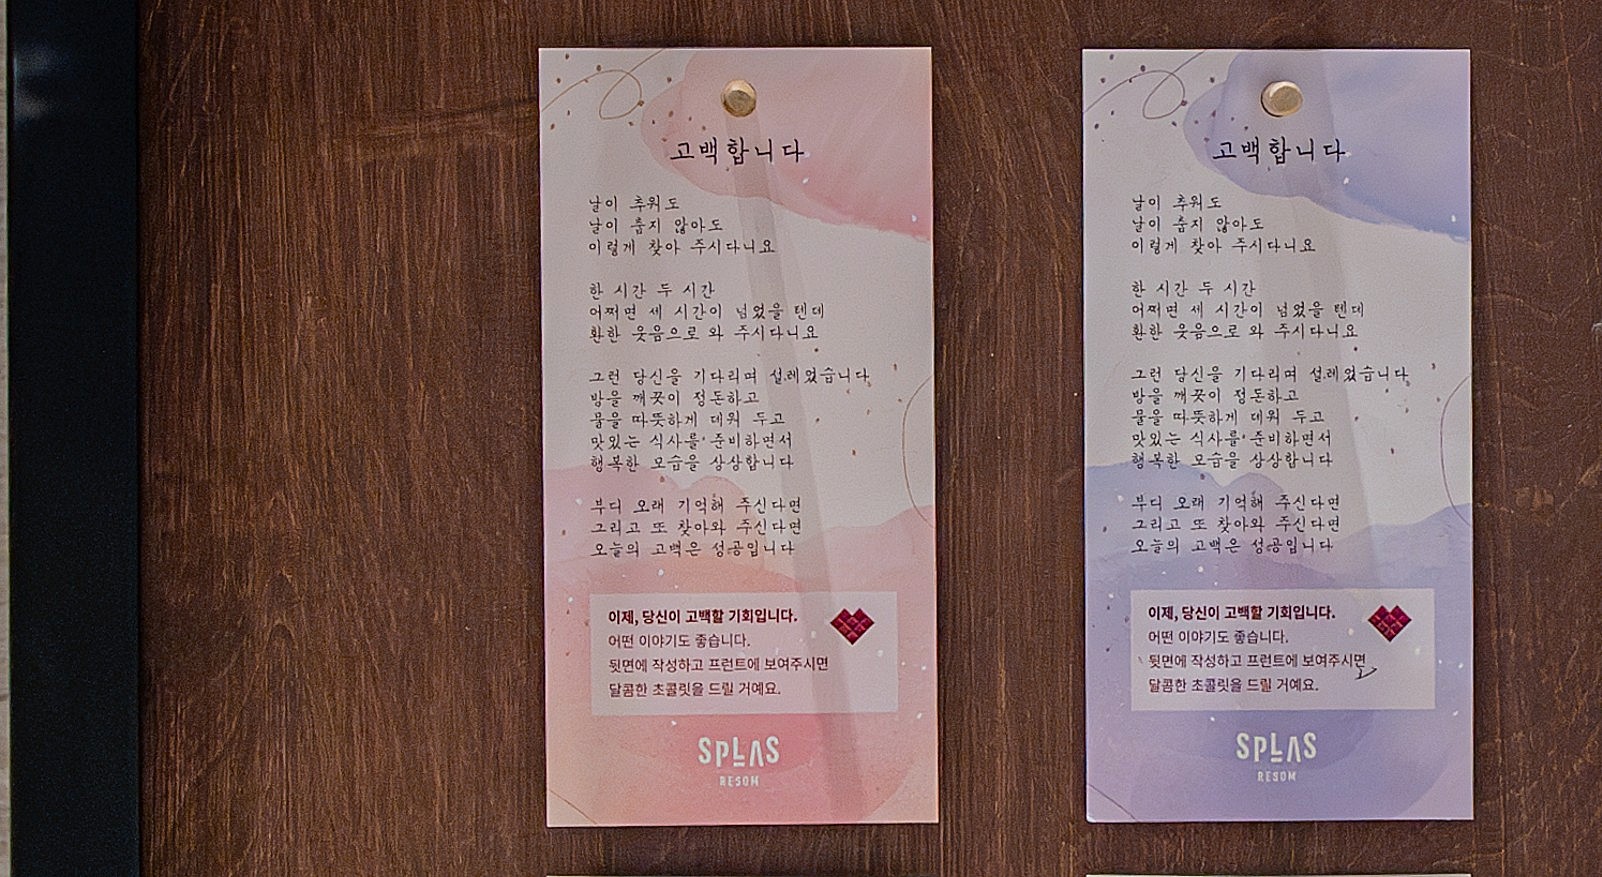 고백합니다
날이 추워도
날이 춥지 않아도
이렇게 찾아 주시다니요
한 시간 두 시간
어쩌면 세 시간이 넘었을 텐데
환한 웃음으로 와 주시다니요
그런 당신을 기다리며 설레었습니다
방을 깨끗이 정돈하고
물을 따뜻하게 데워 두고
맛있는 식사를 준비하면서
행복한 모습을 상상합니다
부디 오래 기억해 주신다면
그리고 또 찾아와 주신다면
오늘의 고백은 성공입니다
이제, 당신이 고백할 기회입니다.
어떤 이야기도 좋습니다.
뒷면에 작성하고 프런트에 보여주시면
달콤한 초콜릿을 드릴 거예요.
SPLAS
RESOM
고백합니다
날이 추워도
날이 춥지 않아도
이렇게 찾아 주시다니요
한 시간 두 시간
어쩌면 세 시간이 넘었을 텐데
환한 웃음으로 와 주시다니요
그런 당신을 기다리며 설레었습니다
방을 깨끗이 정돈하고
물을 따뜻하게 데워 두고
맛있는 식사를 준비하면서
행복한 모습을 상상합니다
부디 오래 기억해 주신다면
그리고 또 찾아와 주신다면
오늘의 고백은 성공입니다
이제, 당신이 고백할 기회입니다.
어떤 이야기도 좋습니다.
뒷면에 작성하고 프런트에 보여주시면
달콤한 초콜릿을 드릴 거예요.
SPLAS
RESOM